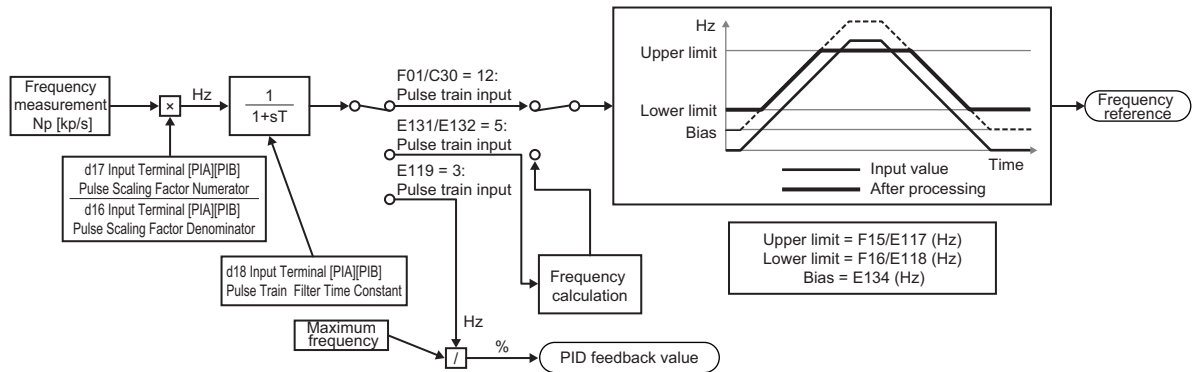 Frequency
measurement
Np [kp/s]
×
Hz
1
1+sT
d17 Input Terminal [PIA][PIB]
Pulse Scaling Factor Numerator
d16 Input Terminal [PIA][PIB]
Pulse Scaling Factor Denominator
d18 Input Terminal [PIA][PIB]
Pulse Train Filter Time Constant
F01/C30 = 12:
Pulse train input
E131/E132 = 5:
Pulse train input
E119 = 3:
Pulse train input
Frequency
calculation
Maximum
frequency
Hz
/
%
PID feedback value
Hz
Upper limit
Lower limit
Bias
Time
Input value
After processing
Frequency
reference
Upper limit = F15/E117 (Hz)
Lower limit = F16/E118 (Hz)
Bias = E134 (Hz)